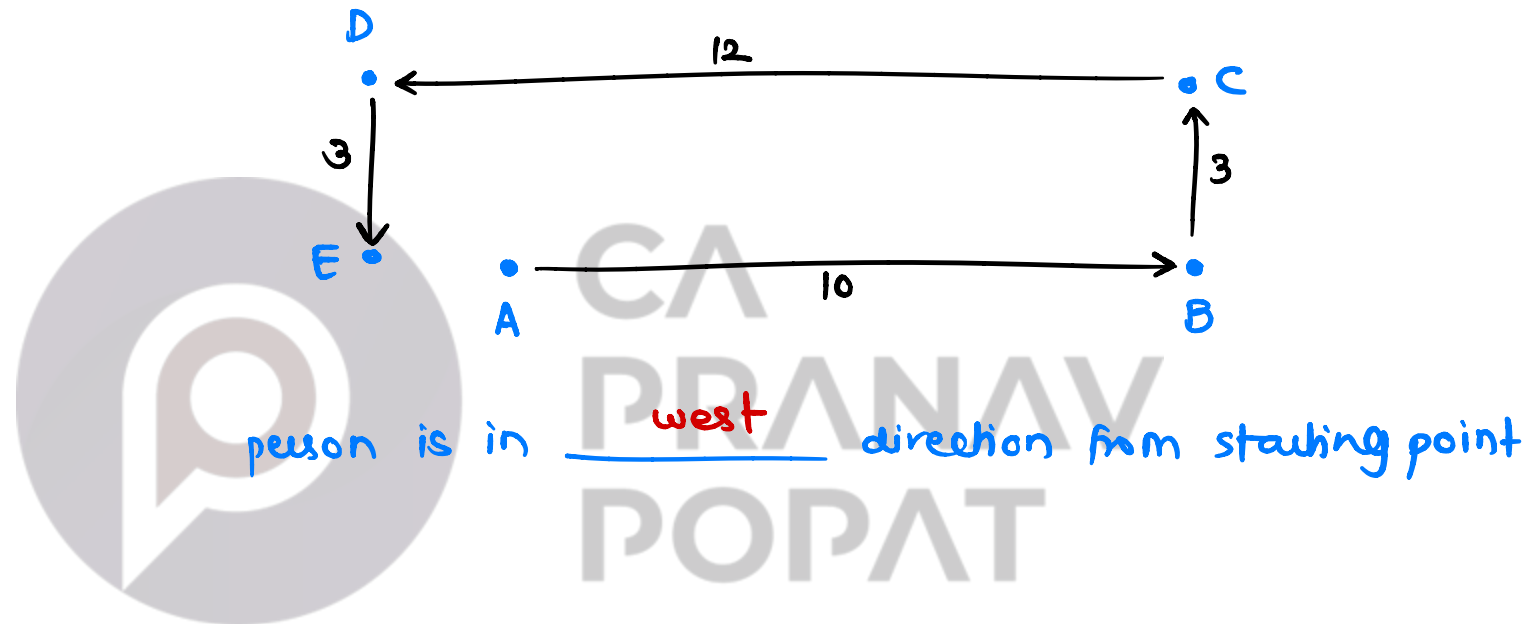 D
12
C
3
3
E
A
10
B
CA
PRANAV
POPAT
person is in west direction from starting point